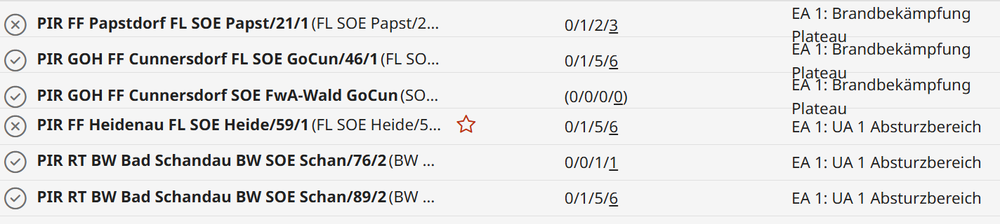 PIR FF Papstdorf FL SOE Papst/21/1 (FL SOE Papst/2... 0/1/2/3 EA 1: Brandbekämpfung
Plateau
PIR GOH FF Cunnersdorf FL SOE GoCun/46/1 (FL SO... 0/1/5/6 EA 1: Brandbekämpfung
Plateau
PIR GOH FF Cunnersdorf SOE FwA-Wald GoCun (SO... (0/0/0/0) EA 1: Brandbekämpfung
Plateau
PIR FF Heidenau FL SOE Heide/59/1 (FL SOE Heide/5... 0/1/5/6 EA 1: UA 1 Absturzbereich
PIR RT BW Bad Schandau BW SOE Schan/76/2 (BW ... 0/0/1/1 EA 1: UA 1 Absturzbereich
PIR RT BW Bad Schandau BW SOE Schan/89/2 (BW ... 0/1/5/6 EA 1: UA 1 Absturzbereich